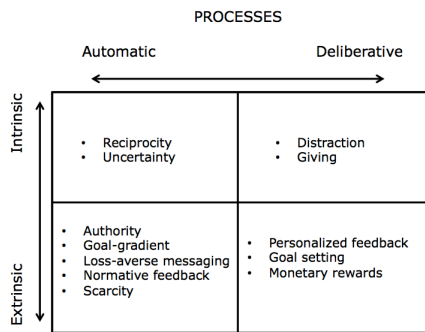 PROCESSES
Automatic
Deliberative
Intrinsic
• Reciprocity
• Uncertainty
• Distraction
• Giving
Extrinsic
• Authority
• Goal-gradient
• Loss-averse messaging
• Normative feedback
• Scarcity
• Personalized feedback
• Goal setting
• Monetary rewards